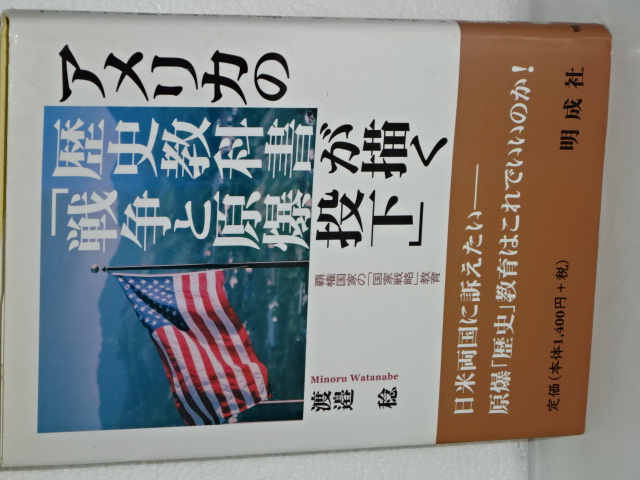 アメリカの
歴史教科書が描く
「戦争と原爆投下」
覇権国家の「国家戦略」教育
Minoru Watanabe
渡邉 稔
日米両国に訴えたい――
原爆「歴史」教育はこれでいいのか!
明成社
定価(本体1,400円+税)